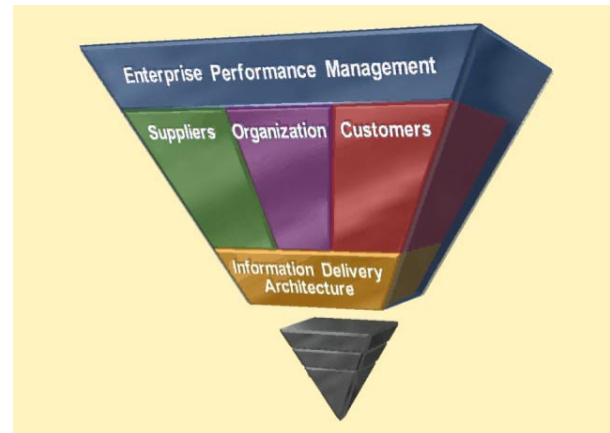 Enterprise Performance Management
Suppliers Organization Customers
Information Delivery
Architecture